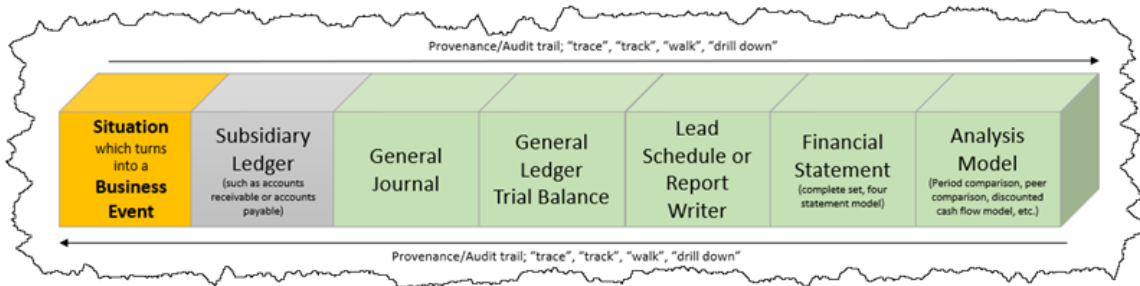 Provenance/Audit trail; “trace”, “track”, “walk”, “drill down”
Situation
which turns
into a
Business
Event
Subsidiary
Ledger
(such as accounts
receivable or accounts
payable)
General
Journal
General
Ledger
Trial Balance
Lead
Schedule or
Report
Writer
Financial
Statement
(complete set, four
statement model)
Analysis
Model
(Period comparison, peer
comparison, discounted
cash flow model, etc.)
Provenance/Audit trail; “trace”, “track”, “walk”, “drill down”